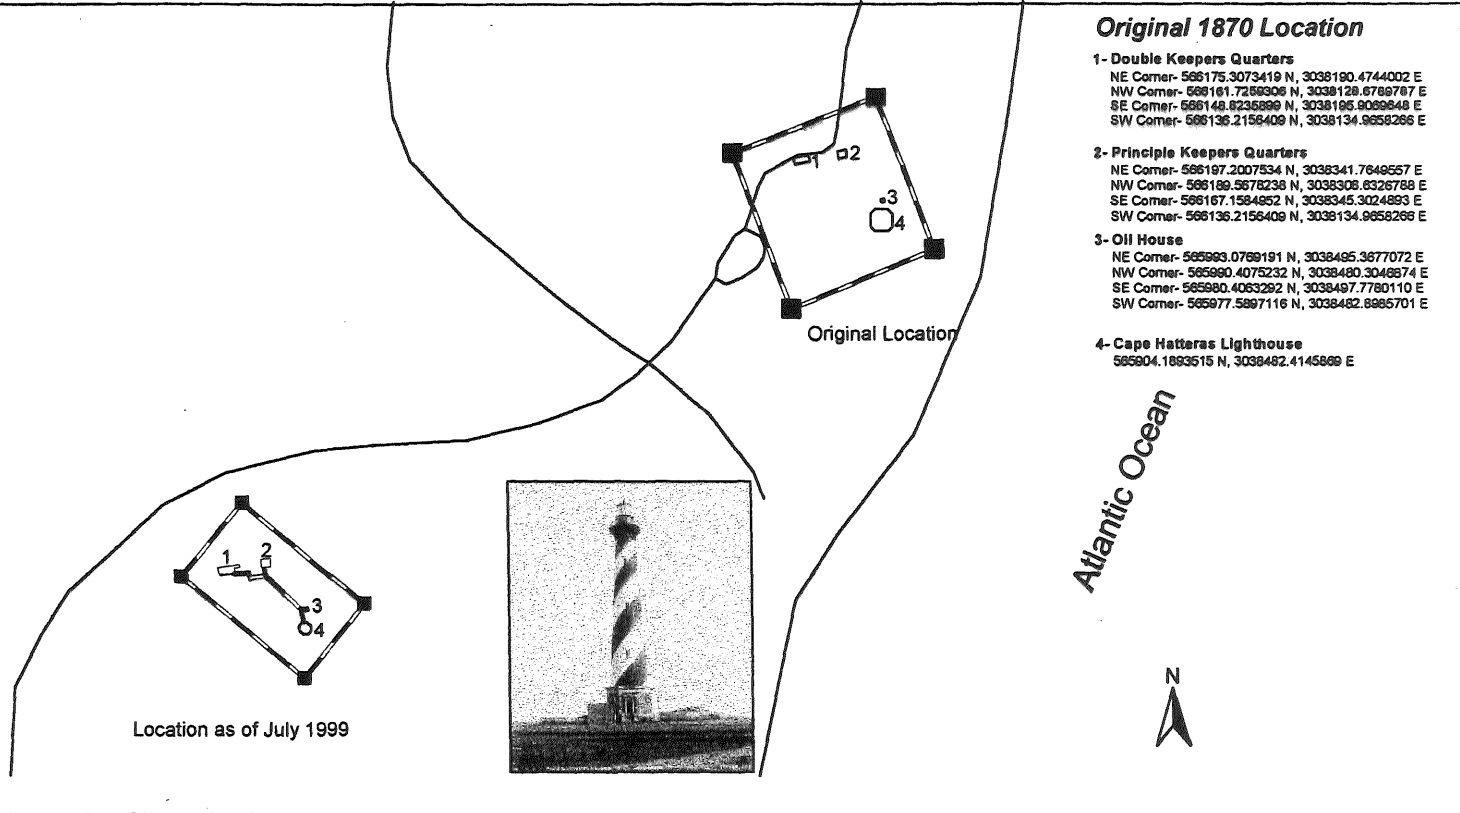 Original 1870 Location
1- Double Keepers Quarters
NE Corner- 566175.3073419 N, 3038190.4744002 E
NW Corner- 566161.7259306 N, 3038128.6789787 E
SE Corner- 566148.8235899 N, 3038195.9069648 E
SW Corner- 566136.2156409 N, 3038134.9658266 E
2- Principle Keepers Quarters
NE Corner- 566197.2007534 N, 3038341.7649557 E
NW Corner- 566189.5678238 N, 3038308.6326788 E
SE Corner- 566167.1584952 N, 3038345.3024893 E
SW Corner- 566136.2156409 N, 3038134.9658266 E
3- Oil House
NE Corner- 565993.0769191 N, 3038495.3677072 E
NW Corner- 565990.4075232 N, 3038480.3046874 E
SE Corner- 565980.4063292 N, 3038497.7780110 E
SW Corner- 565977.5897116 N, 3038482.8985701 E
4- Cape Hatteras Lighthouse
565904.1893515 N, 3038482.4145869 E
1
2
3
4
Original Location
Atlantic Ocean
1
2
3
4
Location as of July 1999
N